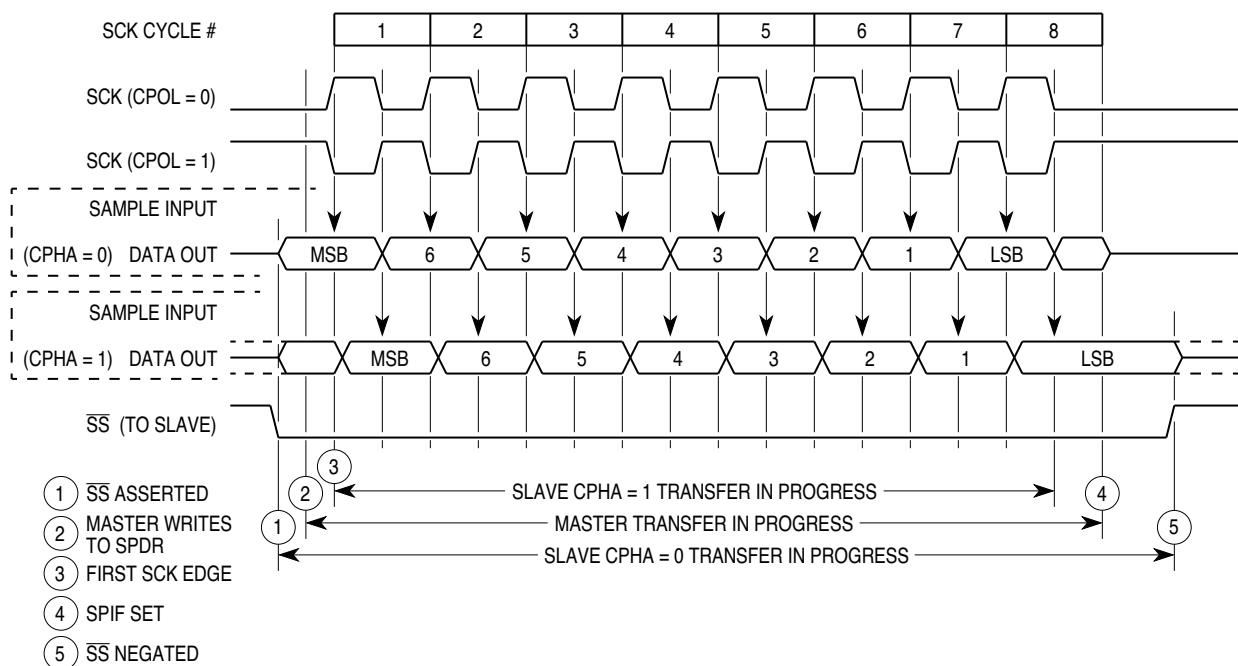 SCK CYCLE # 1 2 3 4 5 6 7 8
SCK (CPOL = 0)
SCK (CPOL = 1)
SAMPLE INPUT
(CPHA = 0) DATA OUT MSB 6 5 4 3 2 1 LSB
SAMPLE INPUT
(CPHA = 1) DATA OUT MSB 6 5 4 3 2 1 LSB
SS (TO SLAVE)
3
SLAVE CPHA = 1 TRANSFER IN PROGRESS
2 4
MASTER TRANSFER IN PROGRESS
1 5
SLAVE CPHA = 0 TRANSFER IN PROGRESS
1 SS ASSERTED
2 MASTER WRITES
TO SPDR
3 FIRST SCK EDGE
4 SPIF SET
5 SS NEGATED